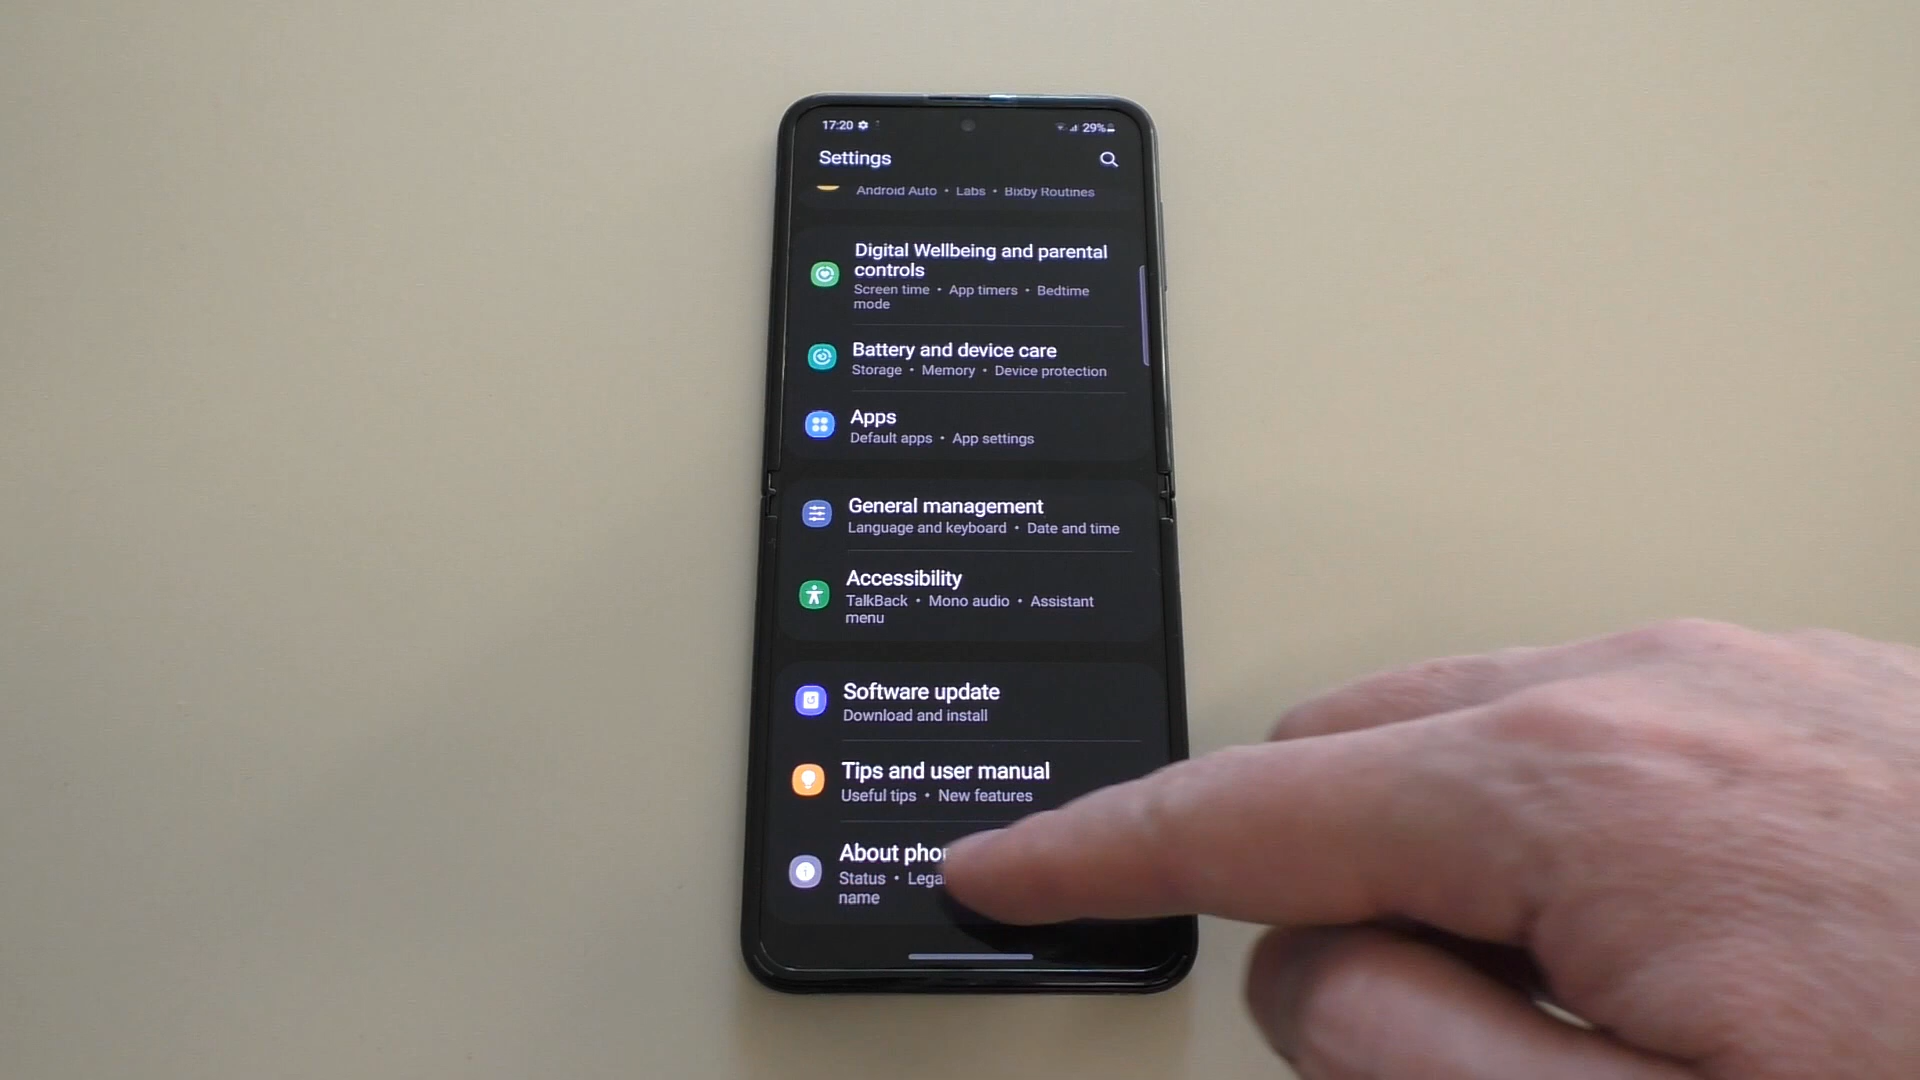 17:20
29%
Settings
Android Auto • Labs • Bixby Routines
Digital Wellbeing and parental
controls
Screen time • App timers • Bedtime
mode
Battery and device care
Storage • Memory • Device protection
Apps
Default apps • App settings
General management
Language and keyboard • Date and time
Accessibility
TalkBack • Mono audio • Assistant
menu
Software update
Download and install
Tips and user manual
Useful tips • New features
About
Status •
name